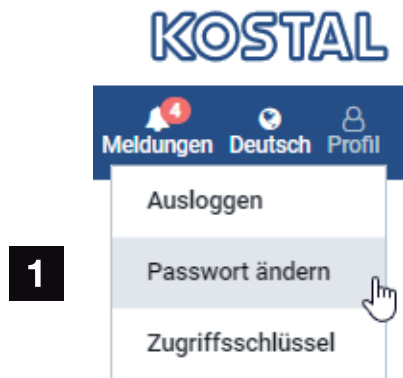 KOSTAL
4
Meldungen Deutsch Profil
Ausloggen
1 Passwort ändern
Zugriffsschlüssel